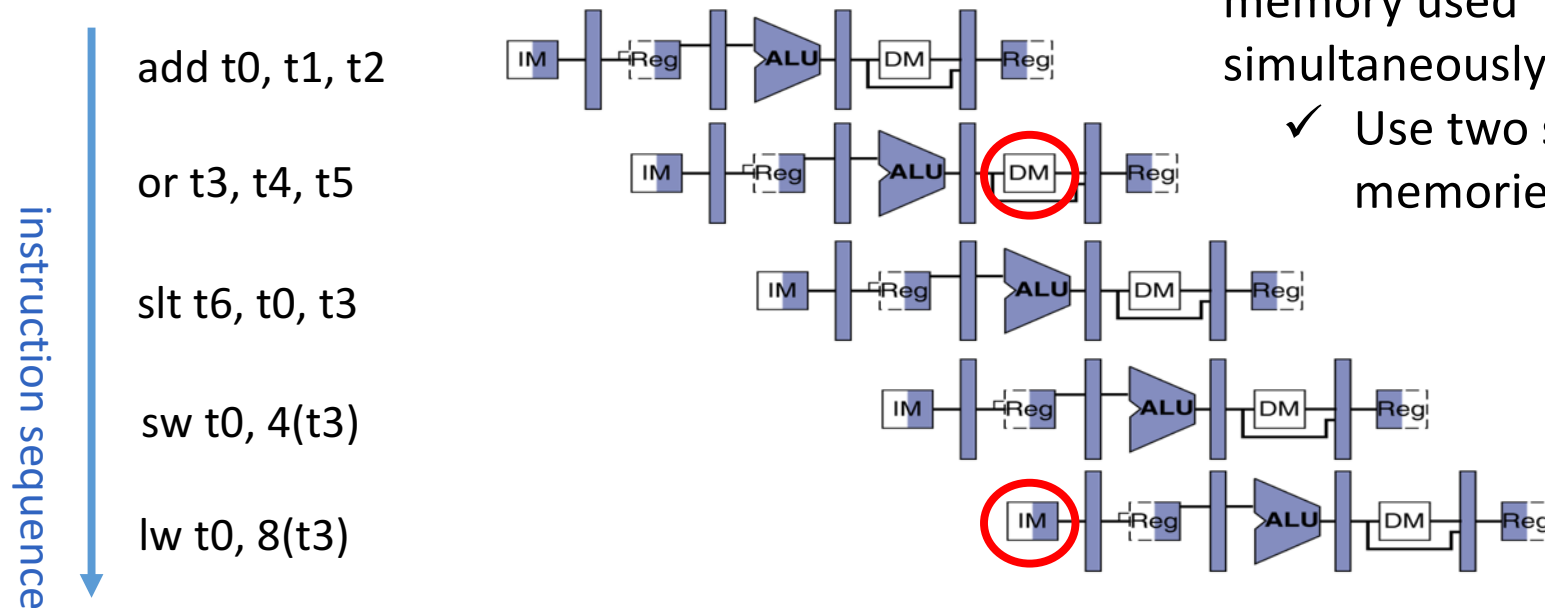 memory used
simultaneously
✓ Use two
memorie
instruction sequence
add t0, t1, t2
IM Reg ALU DM Reg
or t3, t4, t5
IM Reg ALU DM Reg
slt t6, t0, t3
IM Reg ALU DM Reg
sw t0, 4(t3)
IM Reg ALU DM Reg
lw t0, 8(t3)
IM Reg ALU DM Reg